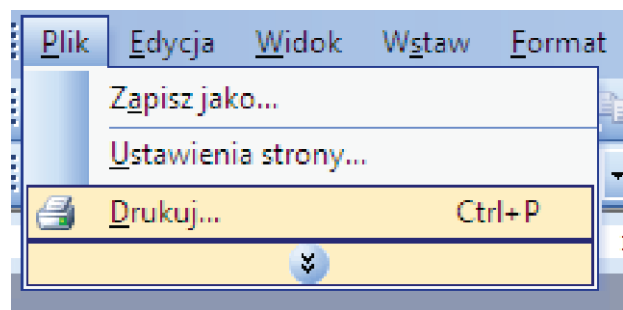 Plik Edycja Widok Wstaw Format
Zapisz jako...
Ustawienia strony...
Drukuj... Ctrl+P